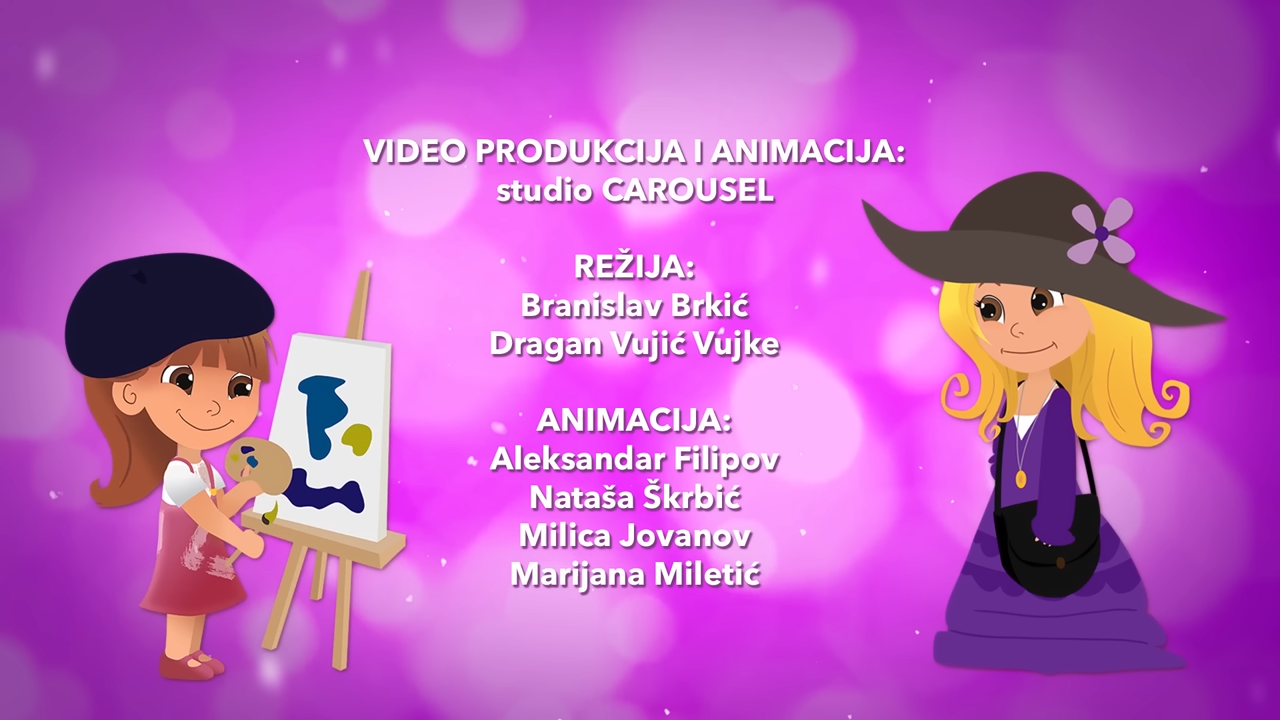 VIDEO PRODUKCIJA I ANIMACIJA:
studio CAROUSEL
REŽIJA:
Branislav Brkić
Dragan Vujić Vujke
ANIMACIJA:
Aleksandar Filipov
Nataša Škrbić
Milica Jovanov
Marijana Miletić